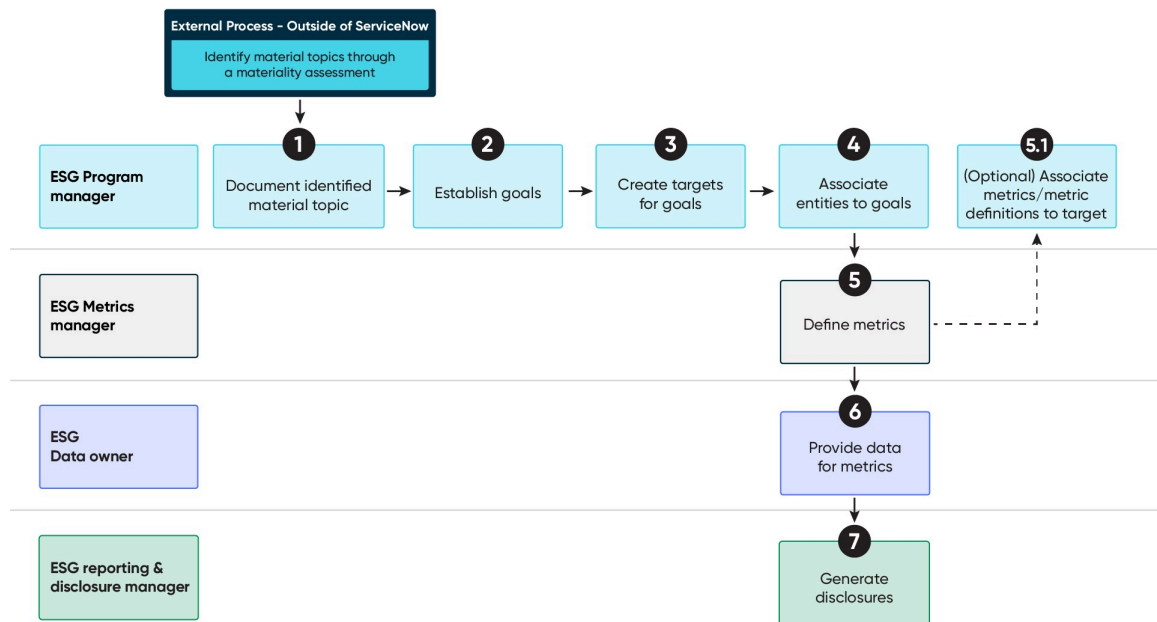 External Process - Outside of ServiceNow
Identify material topics through
a materiality assessment
ESG Program
manager
1
Document identified
material topic
2
Establish goals
3
Create targets
for goals
4
Associate
entities to goals
5.1
(Optional) Associate
metrics/metric
definitions to target
ESG Metrics
manager
5
Define metrics
ESG
Data owner
6
Provide data
for metrics
ESG reporting &
disclosure manager
7
Generate
disclosures